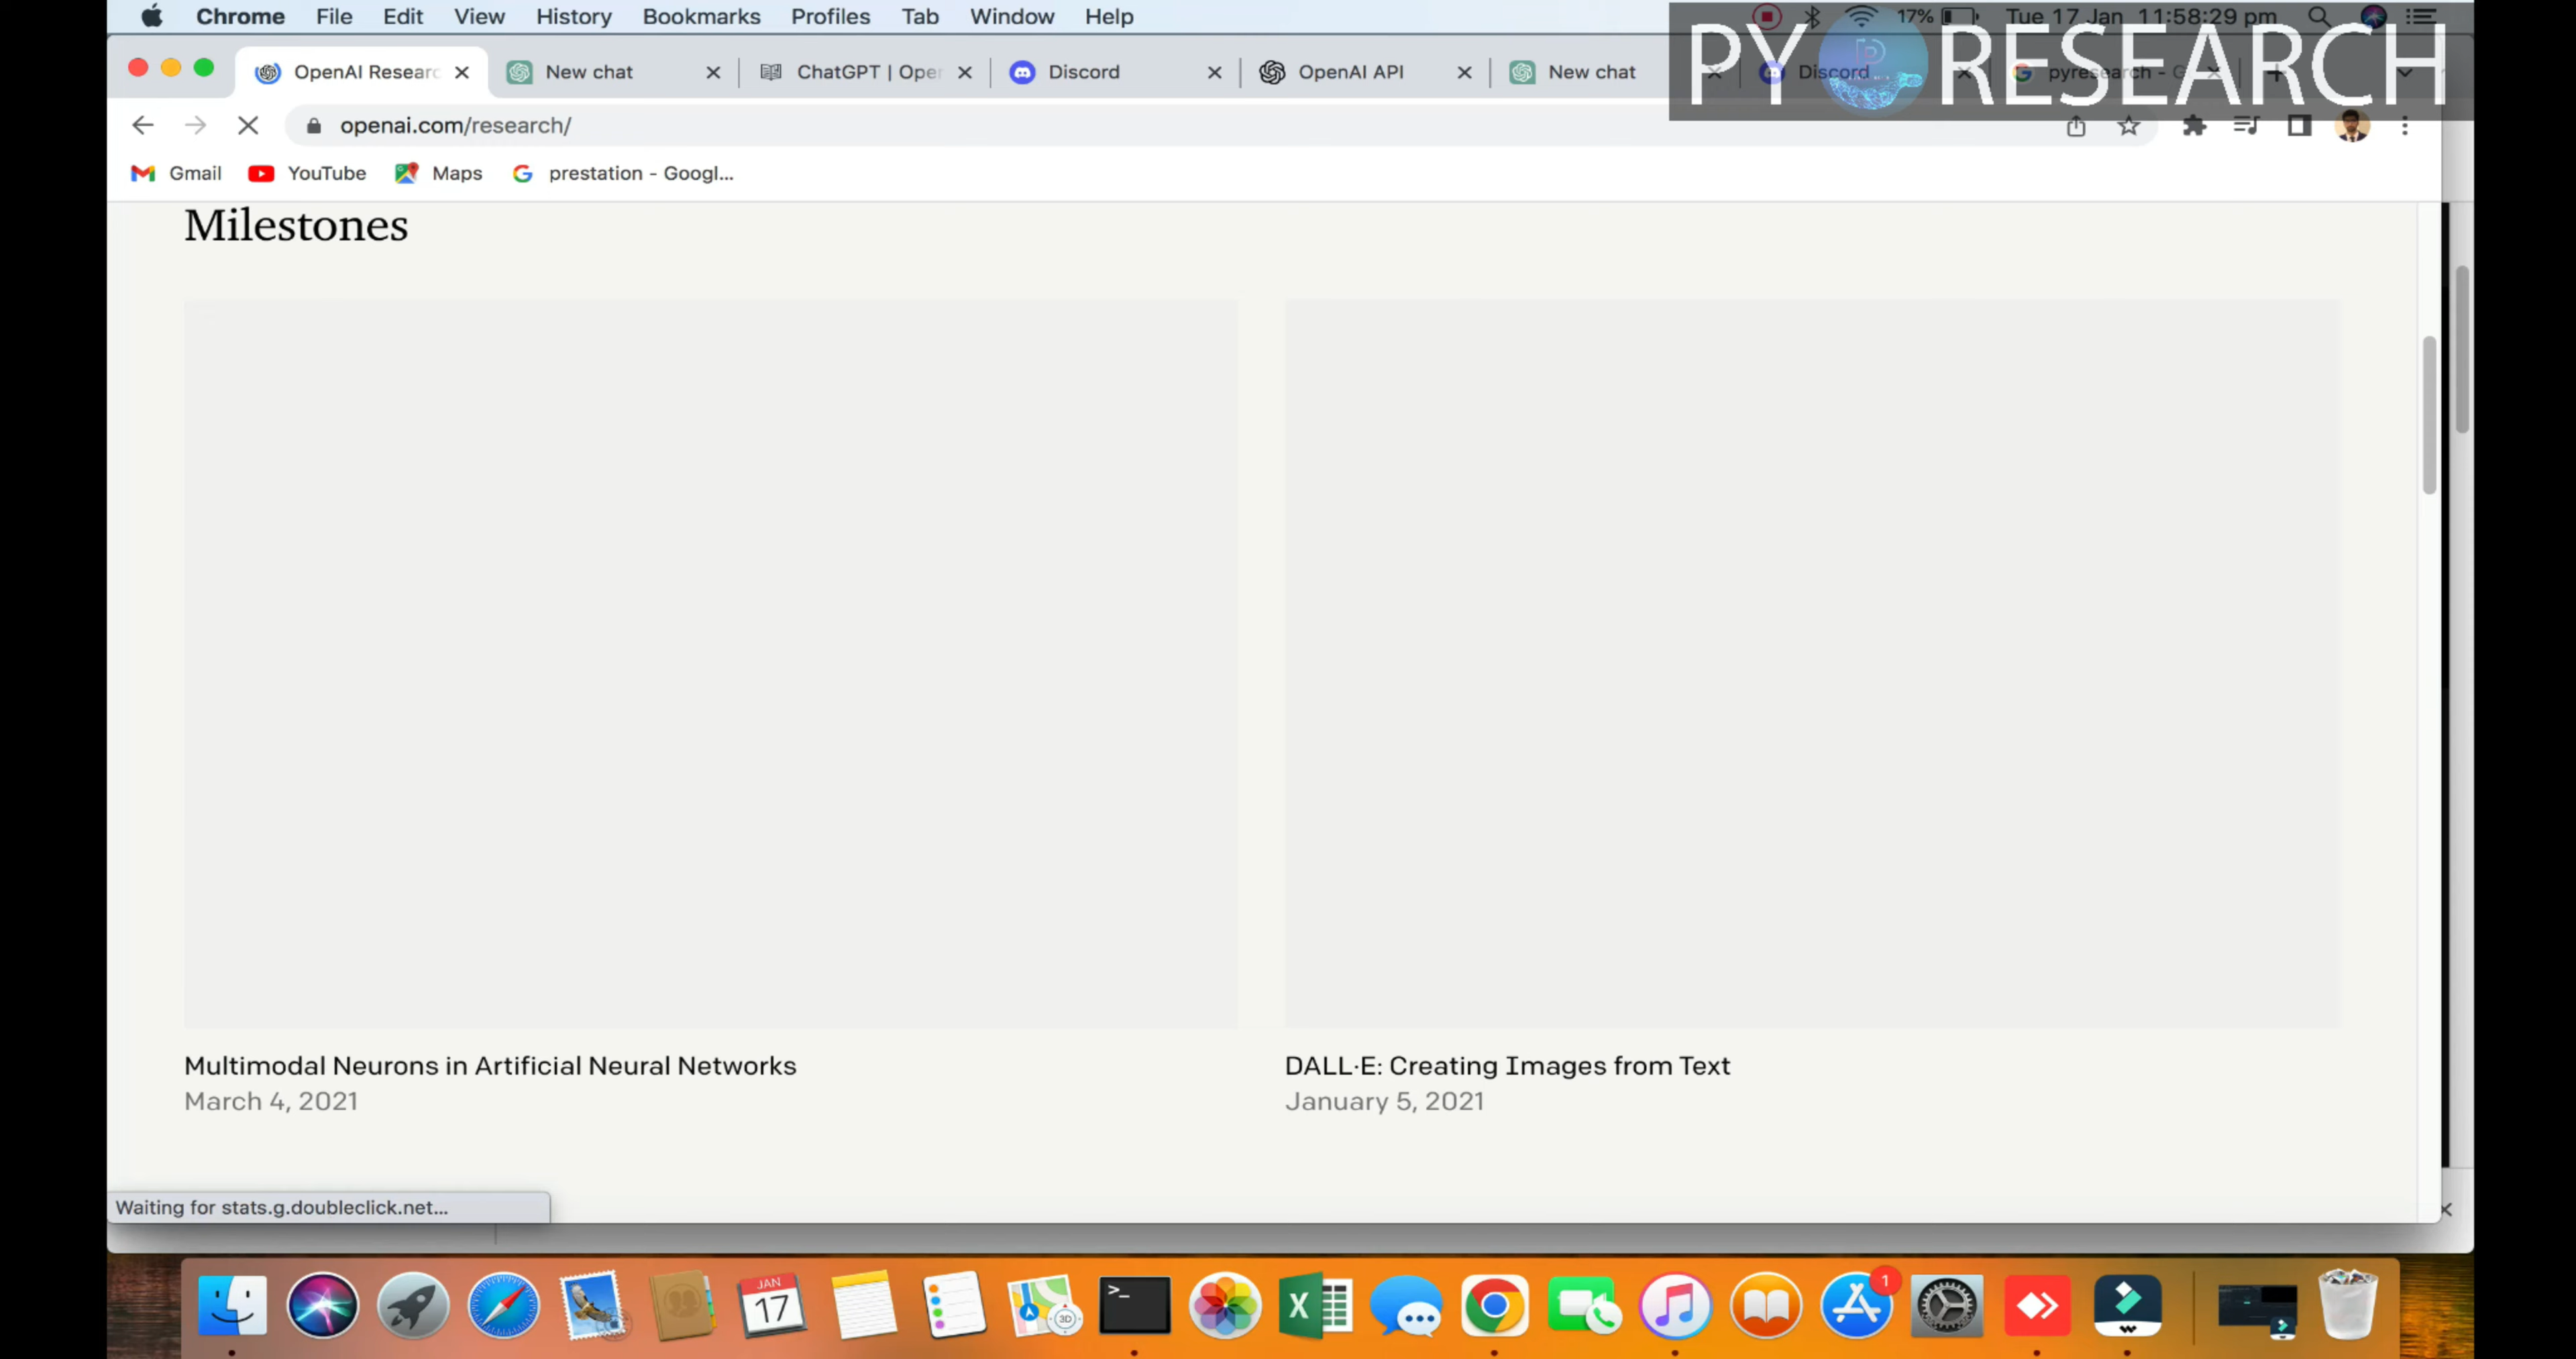 Chrome File Edit View History Bookmarks Profiles Tab Window Help 17% Tue 17 Jan 11:58:29 pm
PY RESEARCH
OpenAI Researc New chat ChatGPT | Oper Discord OpenAI API New chat Discord pyresearch - G
openai.com/research/
Gmail YouTube Maps prestation - Googl...
Milestones
Multimodal Neurons in Artificial Neural Networks
March 4, 2021
DALL·E: Creating Images from Text
January 5, 2021
Waiting for stats.g.doubleclick.net...
JAN
17
>_
3D
X
1